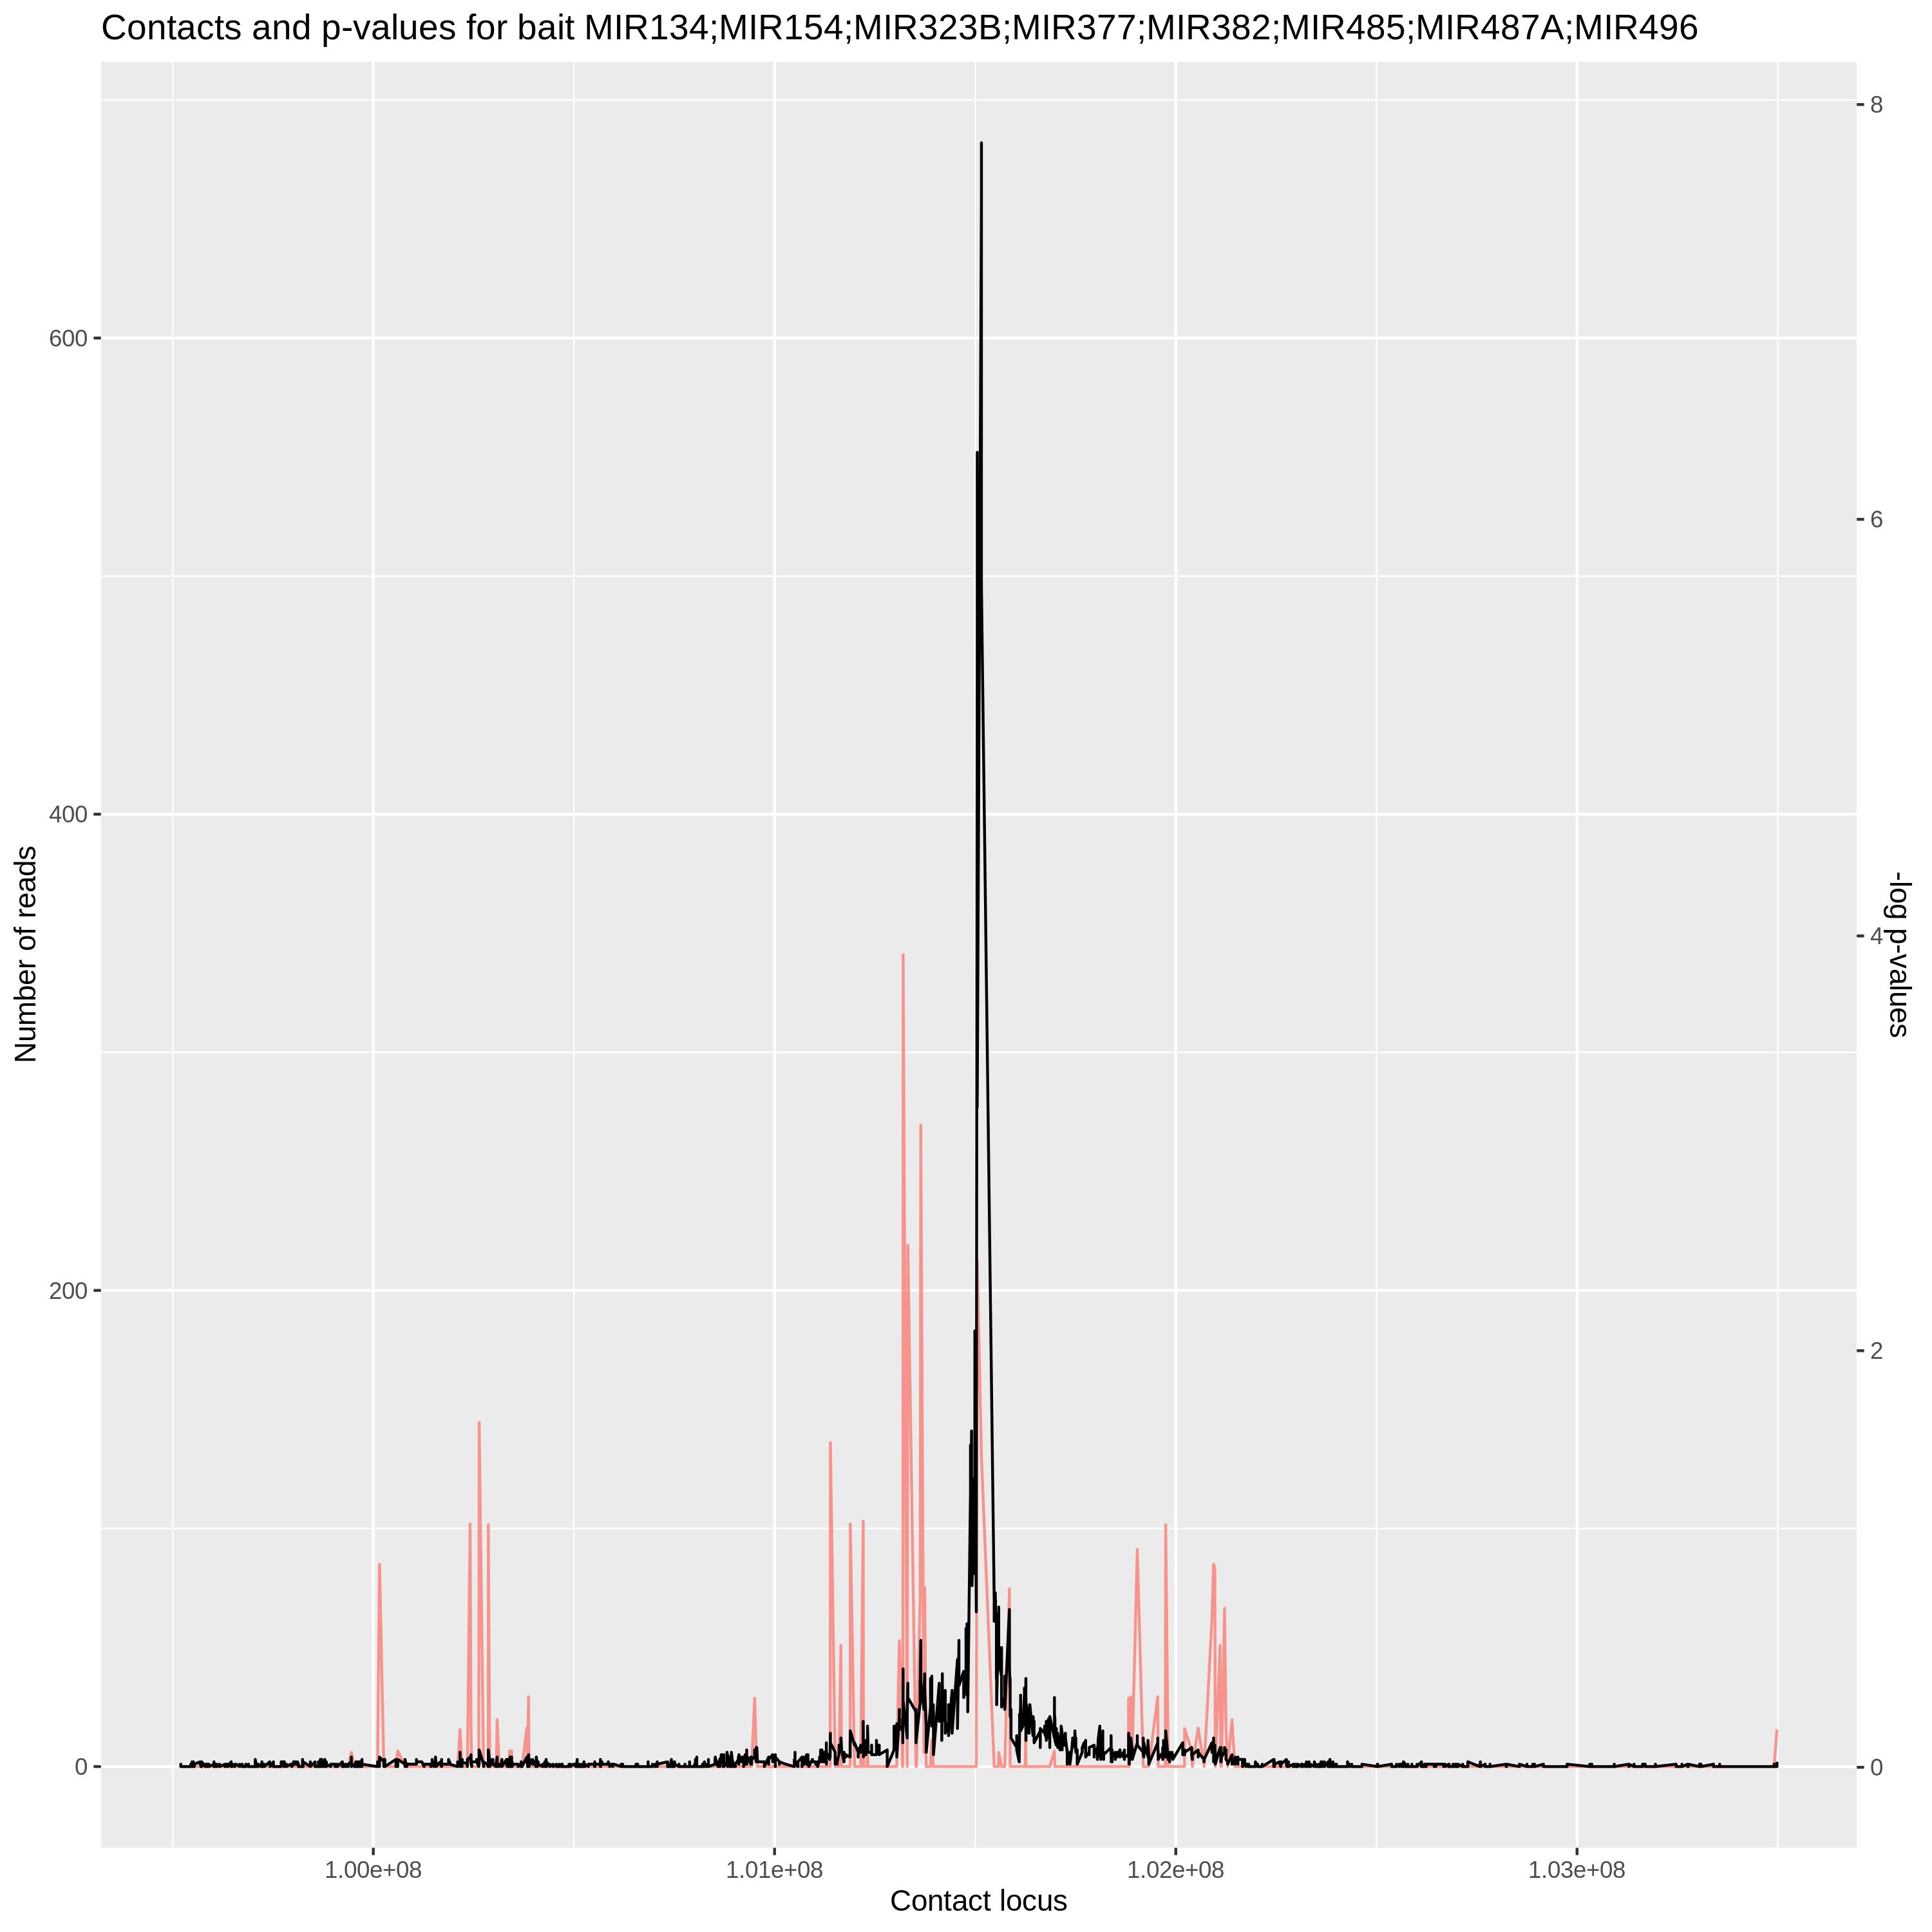 Contacts and p-values for bait MIR134;MIR154;MIR323B;MIR377;MIR382;MIR485;MIR487A;MIR496
8
600
6
400
4
Number of reads
-log p-values
200
2
0
0
1.00e+08
1.01e+08
1.02e+08
1.03e+08
Contact locus